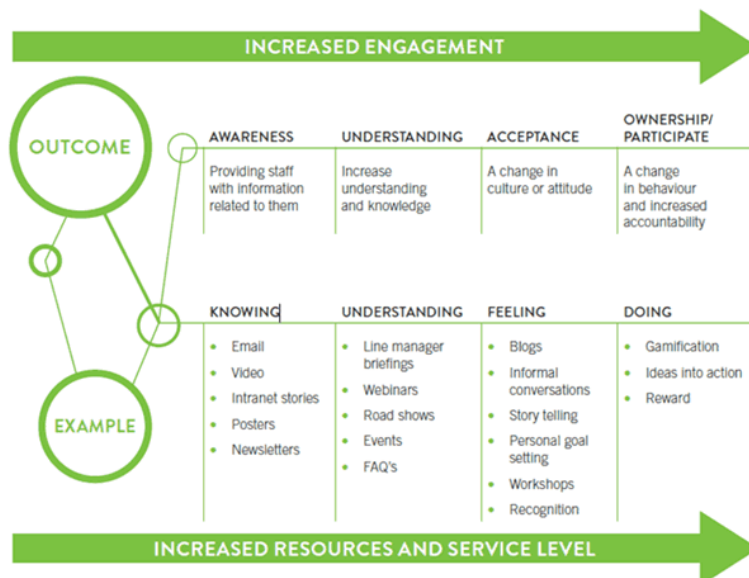 INCREASED ENGAGEMENT
OUTCOME
AWARENESS
Providing staff
with information
related to them
UNDERSTANDING
Increase
understanding
and knowledge
ACCEPTANCE
A change in
culture or attitude
OWNERSHIP/
PARTICIPATE
A change
in behaviour
and increased
accountability
EXAMPLE
KNOWING
• Email
• Video
• Intranet stories
• Posters
• Newsletters
UNDERSTANDING
• Line manager
briefings
• Webinars
• Road shows
• Events
• FAQ's
FEELING
• Blogs
• Informal
conversations
• Story telling
• Personal goal
setting
• Workshops
• Recognition
DOING
• Gamification
• Ideas into action
• Reward
INCREASED RESOURCES AND SERVICE LEVEL